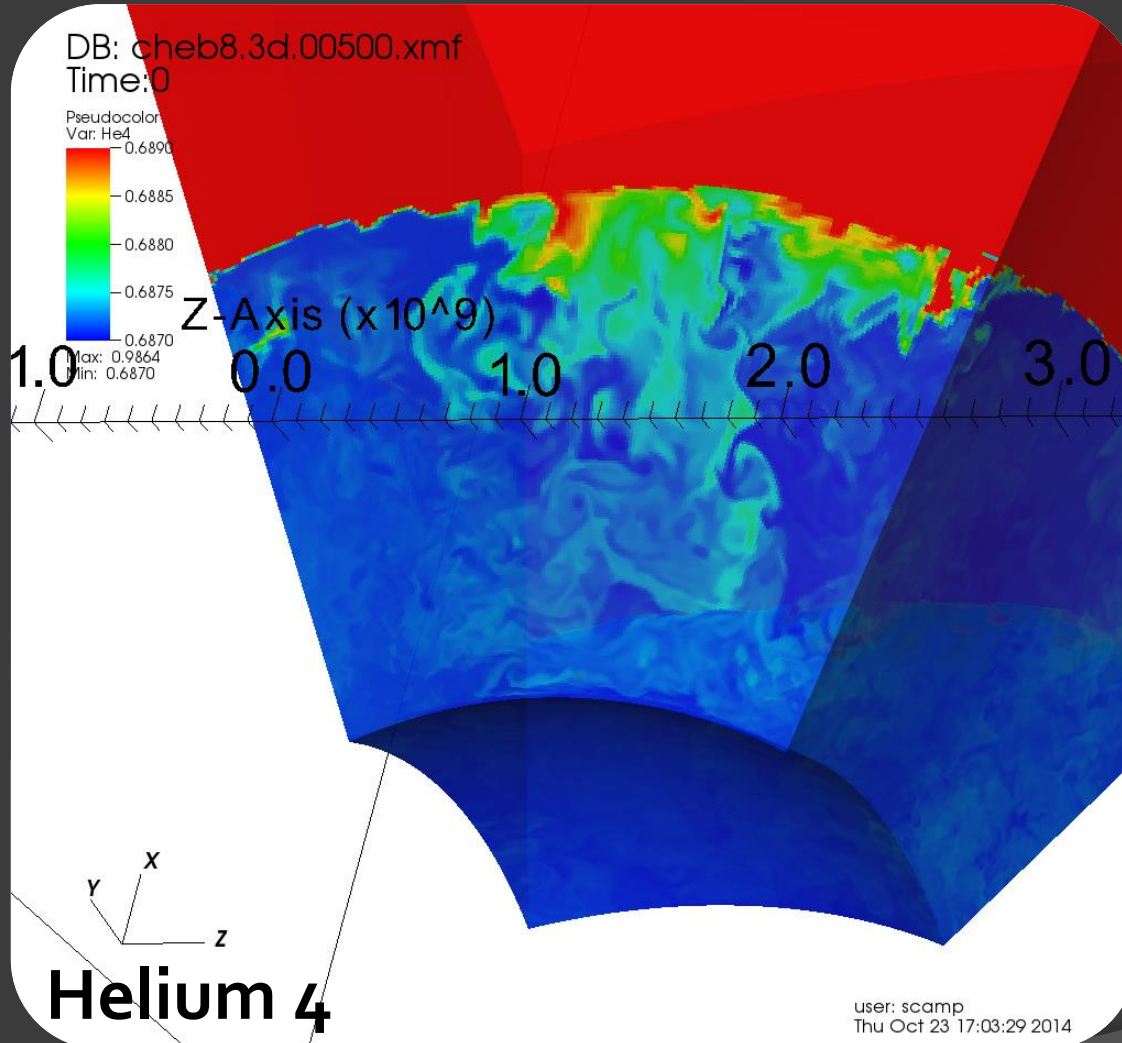 DB: cheb8.3d.00500.xmf
Time:0
Pseudocolor
Var: He4
0.6890
0.6885
0.6880
0.6875
0.6870
Max: 0.9864
Min: 0.6870
Z-Axis (x10^9)
1.0 0.0 1.0 2.0 3.0
X
Y
Z
Helium 4
user: scamp
Thu Oct 23 17:03:29 2014